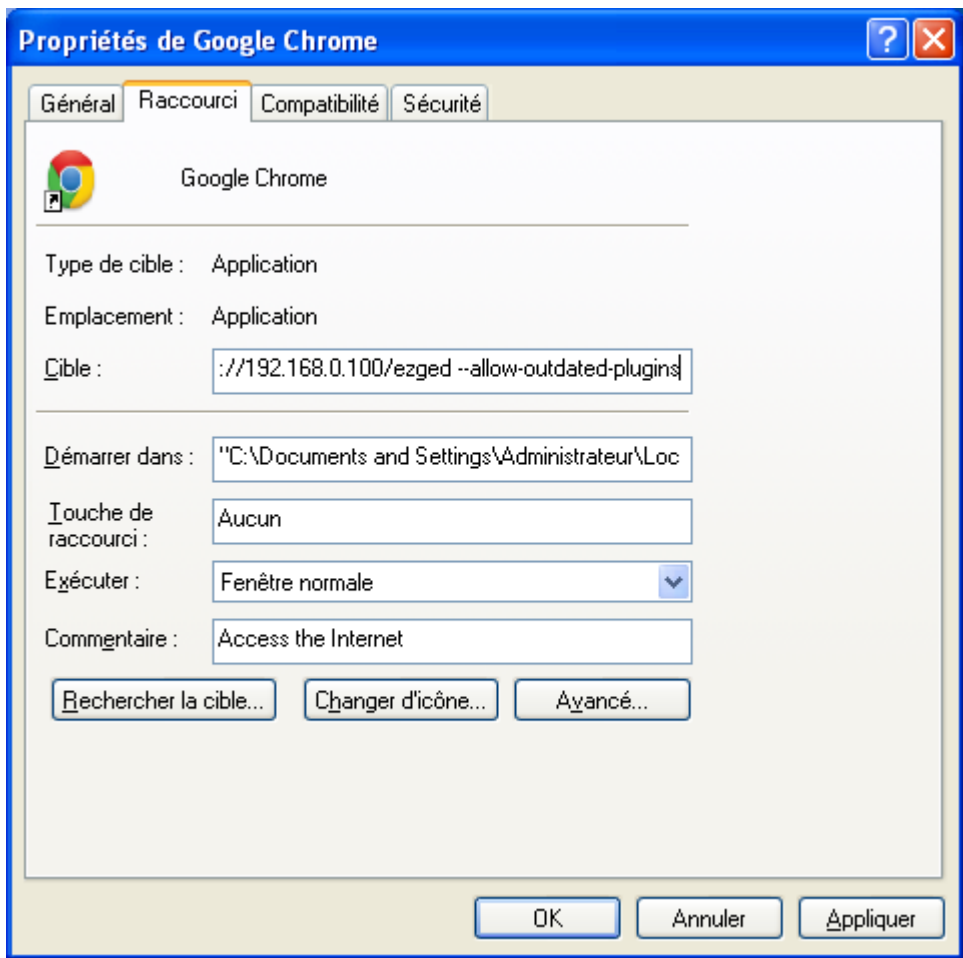 Propriétés de Google Chrome
Général Raccourci Compatibilité Sécurité
Google Chrome
Type de cible : Application
Emplacement : Application
Cible : ://192.168.0.100/ezged --allow-outdated-plugins
Démarrer dans : "C:\Documents and Settings\Administrateur\Loc
Touche de
raccourci : Aucun
Exécuter : Fenêtre normale
Commentaire : Access the Internet
Rechercher la cible... Changer d'icône... Avancé...
OK Annuler Appliquer